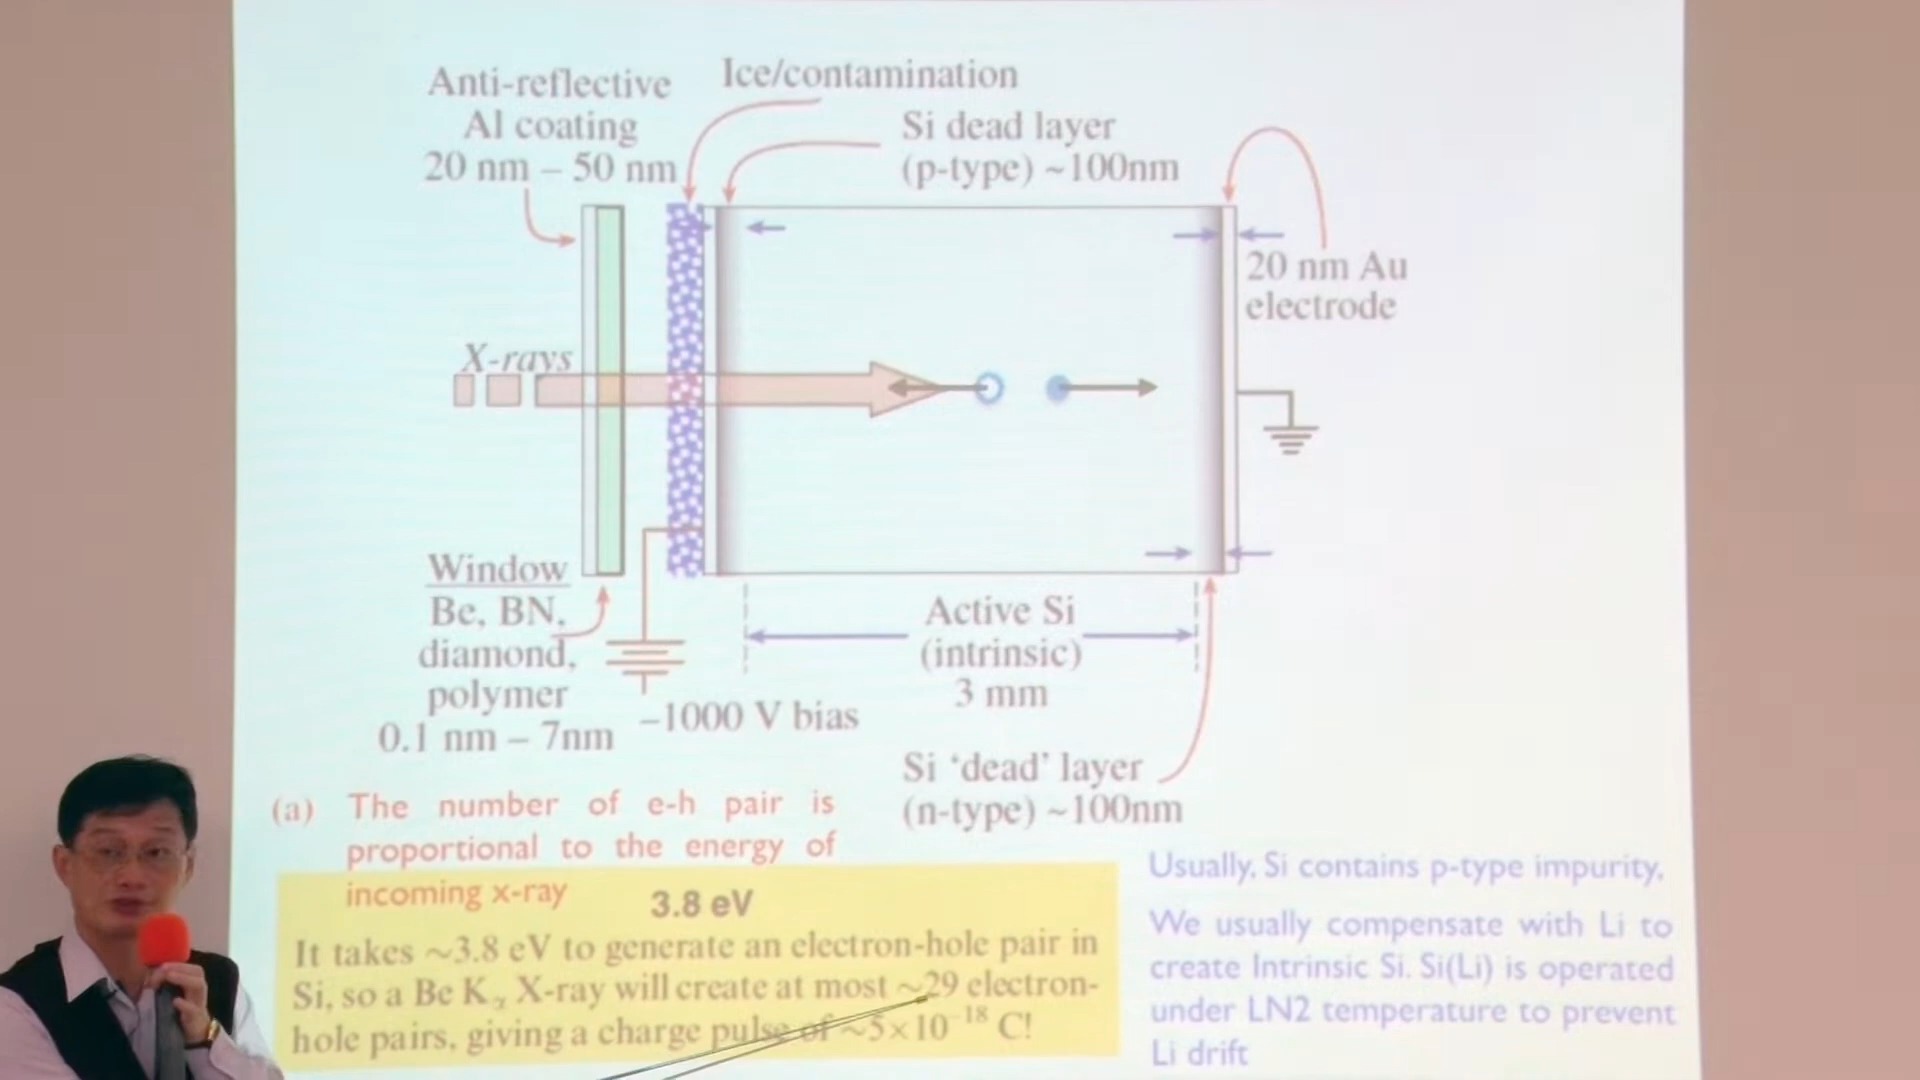 Anti-reflective
Al coating
20 nm – 50 nm
Ice/contamination
Si dead layer
(p-type) ~100nm
20 nm Au
electrode
X-rays
Window
Be, BN,
diamond,
polymer
0.1 nm – 7nm
–1000 V bias
Active Si
(intrinsic)
3 mm
Si ‘dead’ layer
(n-type) ~100nm
(a) The number of e-h pair is
proportional to the energy of
incoming x-ray
3.8 eV
It takes ~3.8 eV to generate an electron-hole pair in
Si, so a Be Kα X-ray will create at most ~29 electron-
hole pairs, giving a charge pulse of ~5×10⁻¹⁸ C!
Usually, Si contains p-type impurity,
We usually compensate with Li to
create Intrinsic Si. Si(Li) is operated
under LN2 temperature to prevent
Li drift